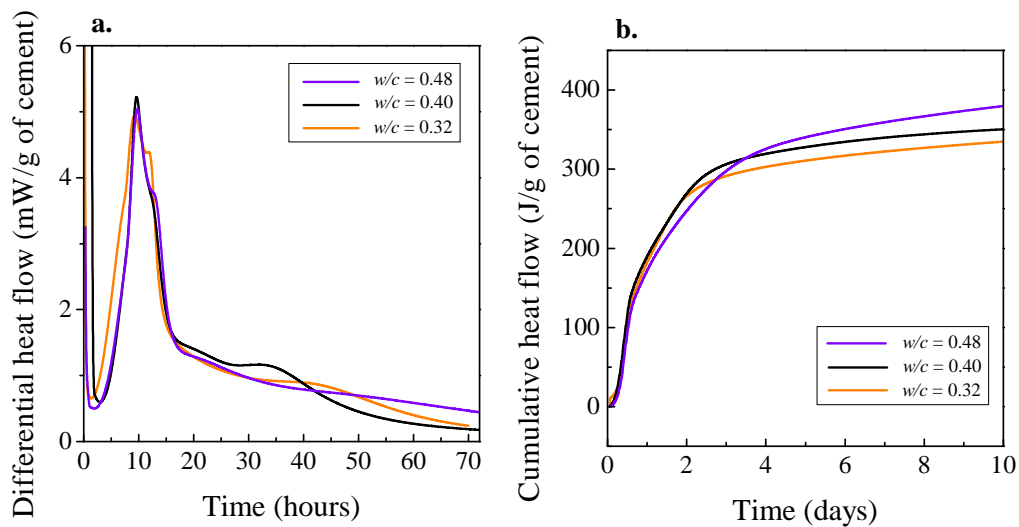 a.
Differential heat flow (mW/g of cement)
6
4
2
0
w/c = 0.48
w/c = 0.40
w/c = 0.32
0 10 20 30 40 50 60 70
Time (hours)
b.
Cumulative heat flow (J/g of cement)
400
300
200
100
0
w/c = 0.48
w/c = 0.40
w/c = 0.32
0 2 4 6 8 10
Time (days)